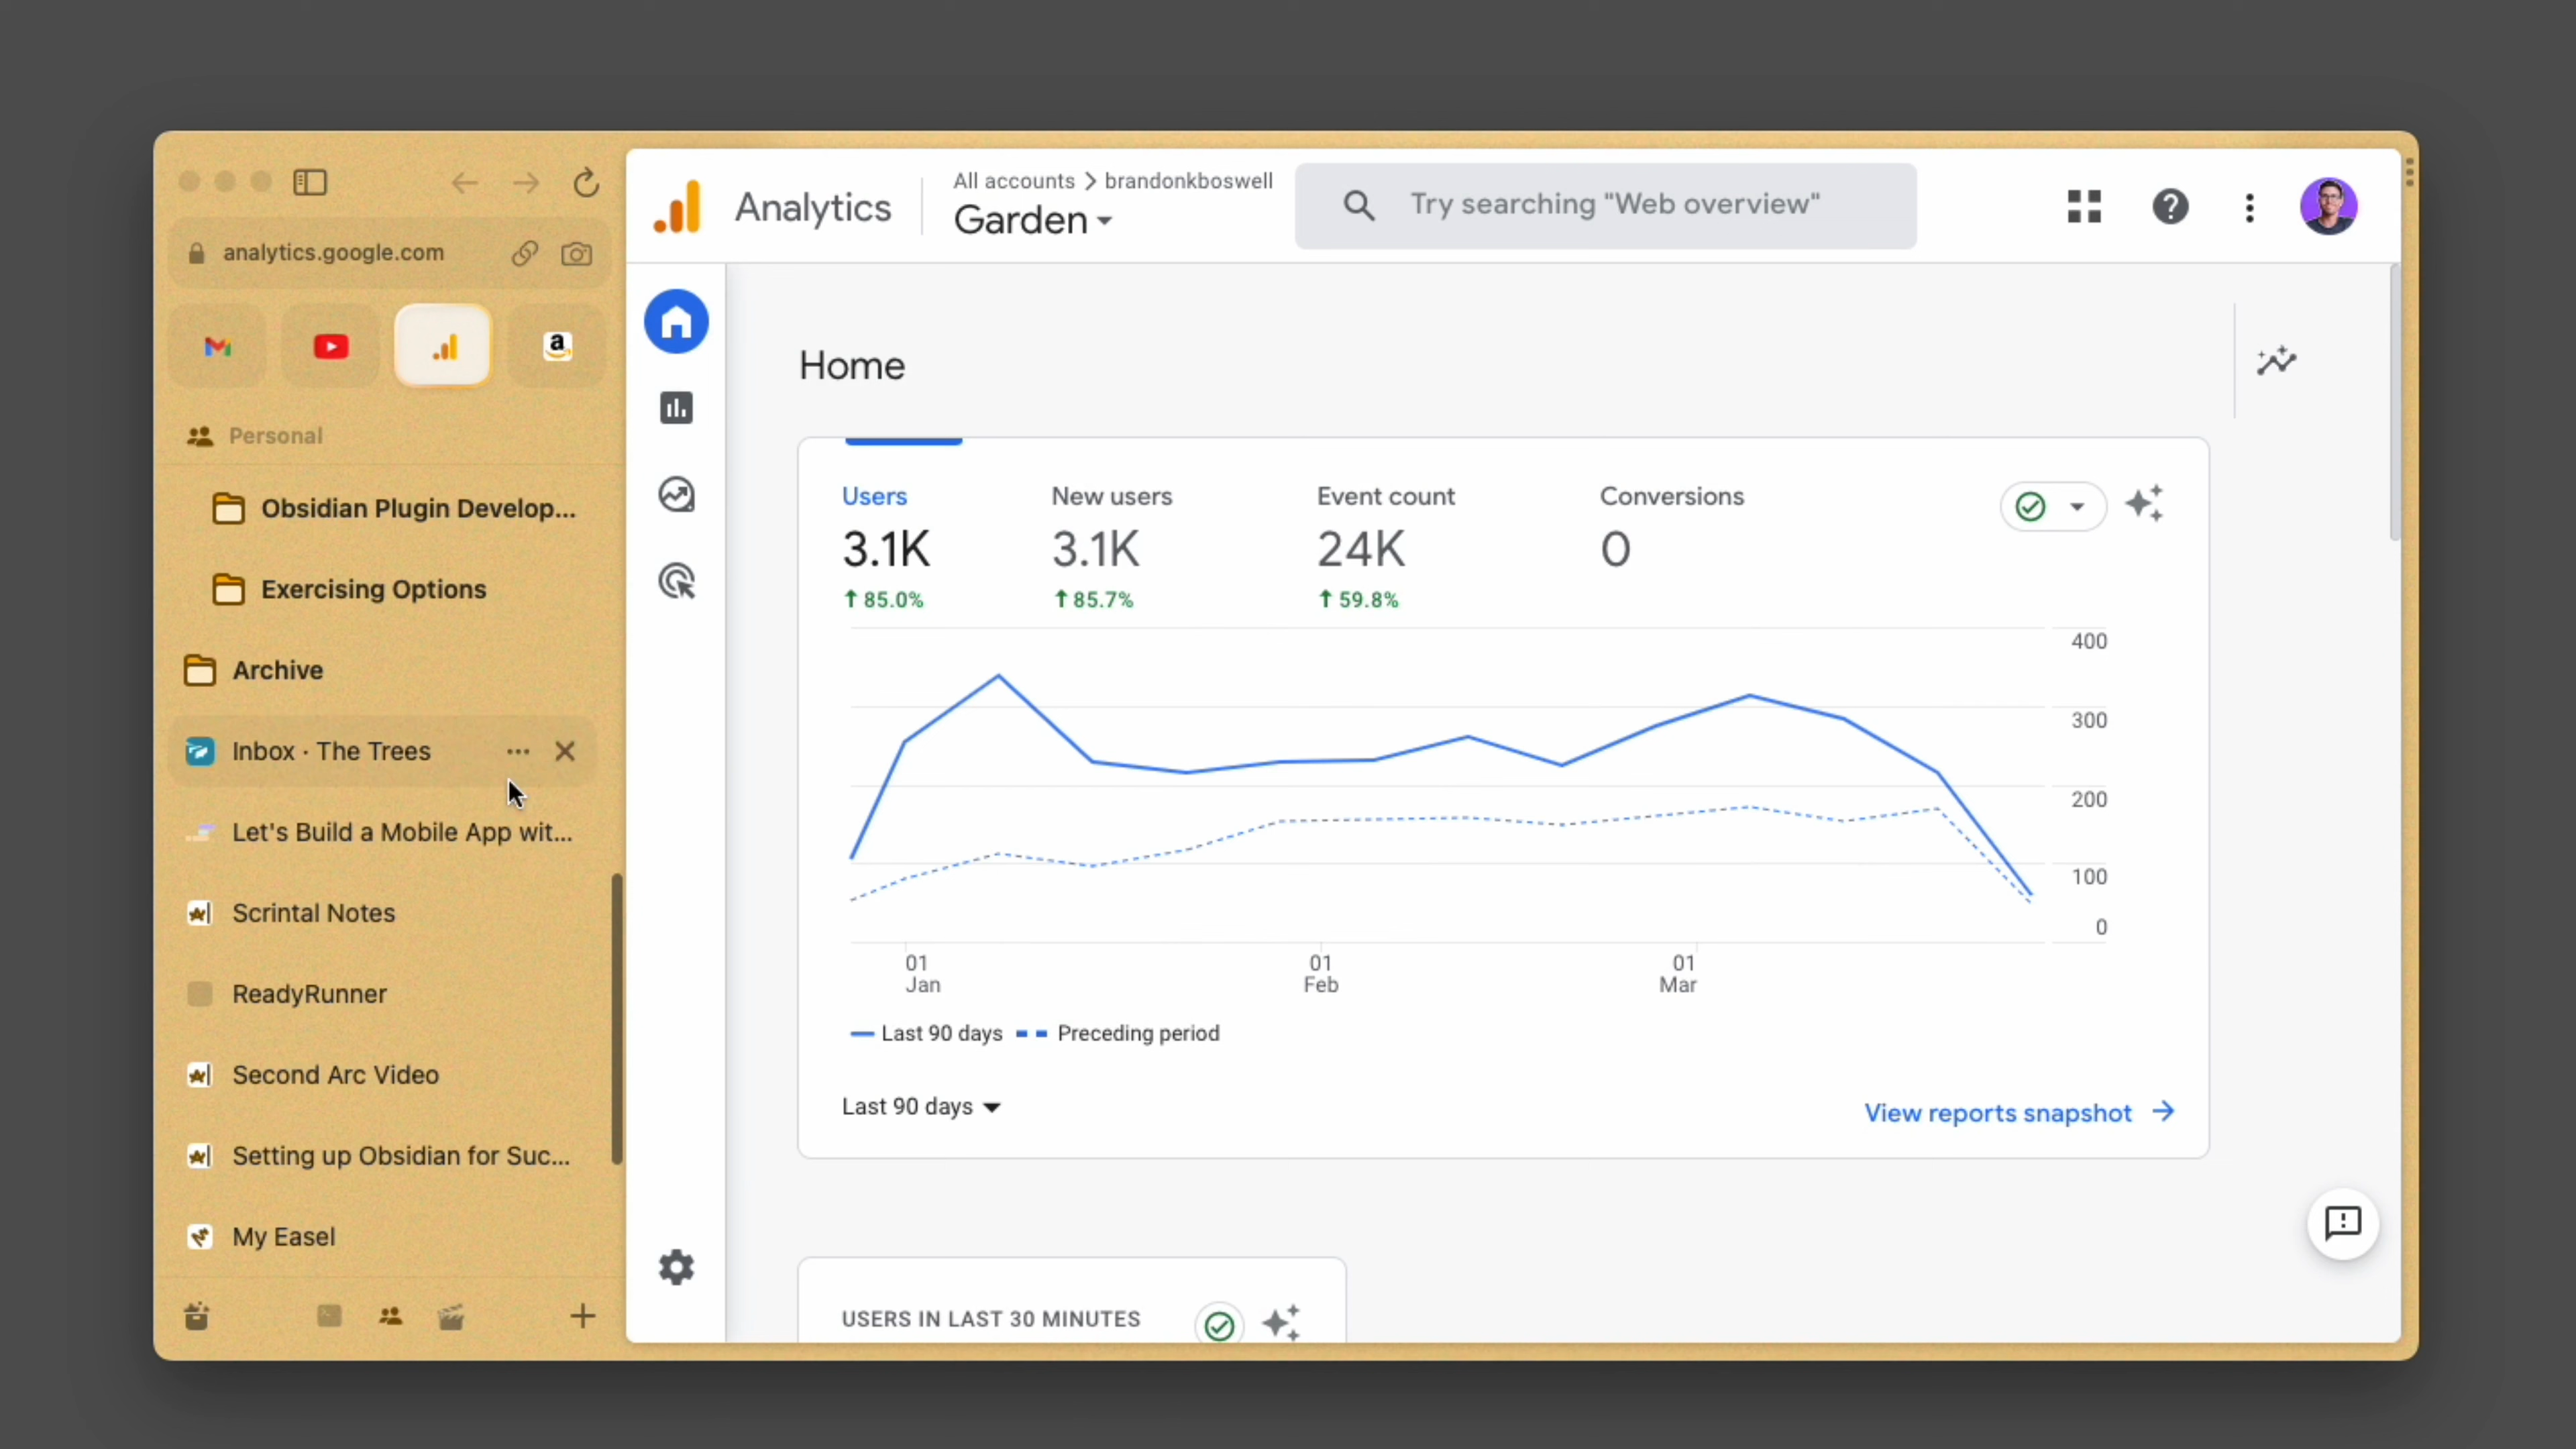 analytics.google.com
Personal
Obsidian Plugin Develop...
Exercising Options
Archive
Inbox · The Trees
Let's Build a Mobile App wit...
Scrintal Notes
ReadyRunner
Second Arc Video
Setting up Obsidian for Suc...
My Easel
Analytics
All accounts > brandonkboswell
Garden
Try searching "Web overview"
Home
Users
3.1K
↑ 85.0%
New users
3.1K
↑ 85.7%
Event count
24K
↑ 59.8%
Conversions
0
400
300
200
100
0
01 Jan
01 Feb
01 Mar
Last 90 days
Preceding period
Last 90 days
View reports snapshot
USERS IN LAST 30 MINUTES